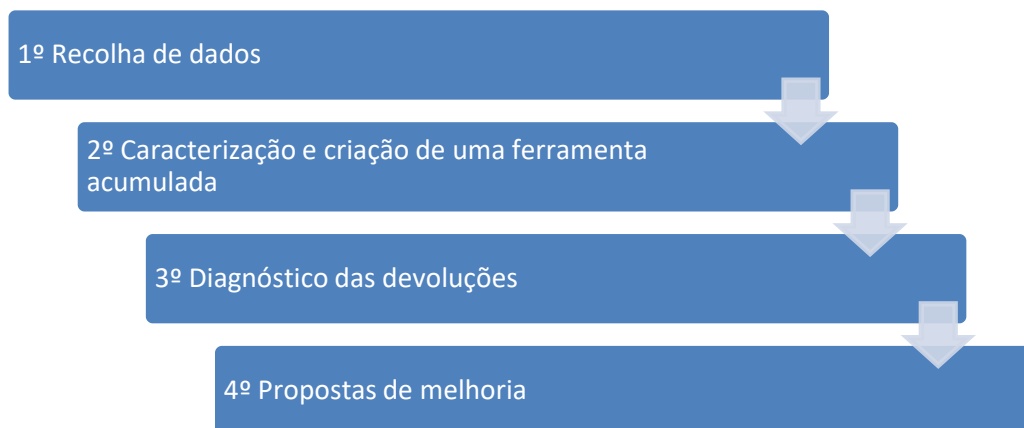 1º Recolha de dados
2º Caracterização e criação de uma ferramenta
acumulada
3º Diagnóstico das devoluções
4º Propostas de melhoria